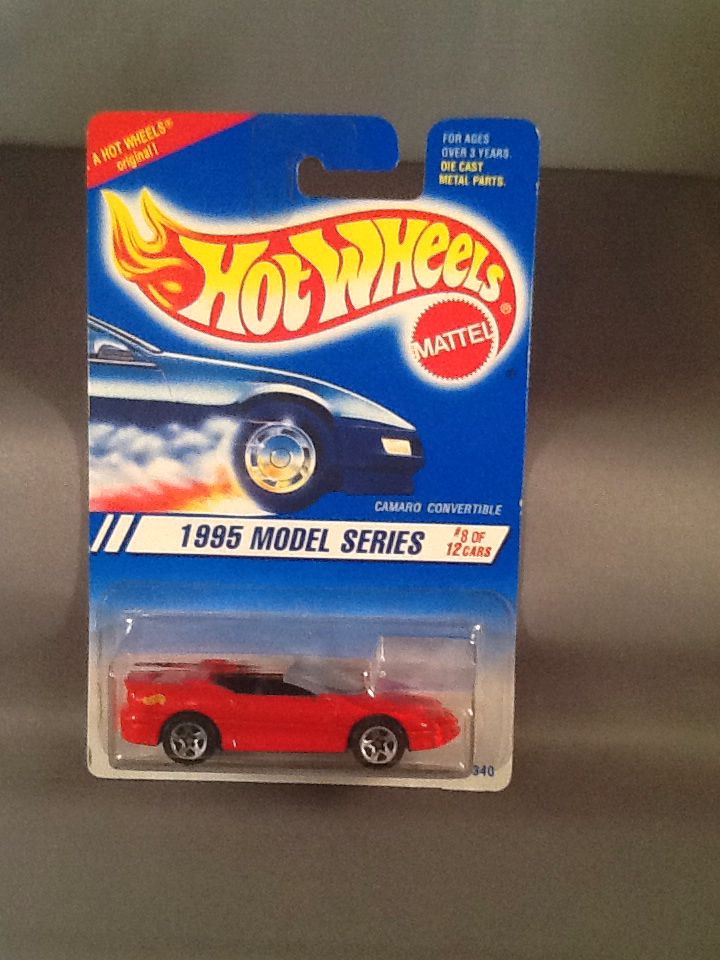 A HOT WHEELS®
original!
FOR AGES
OVER 3 YEARS.
DIE CAST
METAL PARTS.
HOT WHEELS®
MATTEL
CAMARO CONVERTIBLE
1995 MODEL SERIES
#8 OF
12 CARS
340